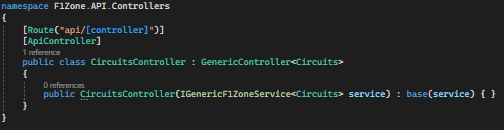 namespace F1Zone.API.Controllers
{
[Route("api/[controller]")]
[ApiController]
1 reference
public class CircuitsController : GenericController<Circuits>
{
0 references
public CircuitsController(IGenericF1ZoneService<Circuits> service) : base(service) { }
}
}